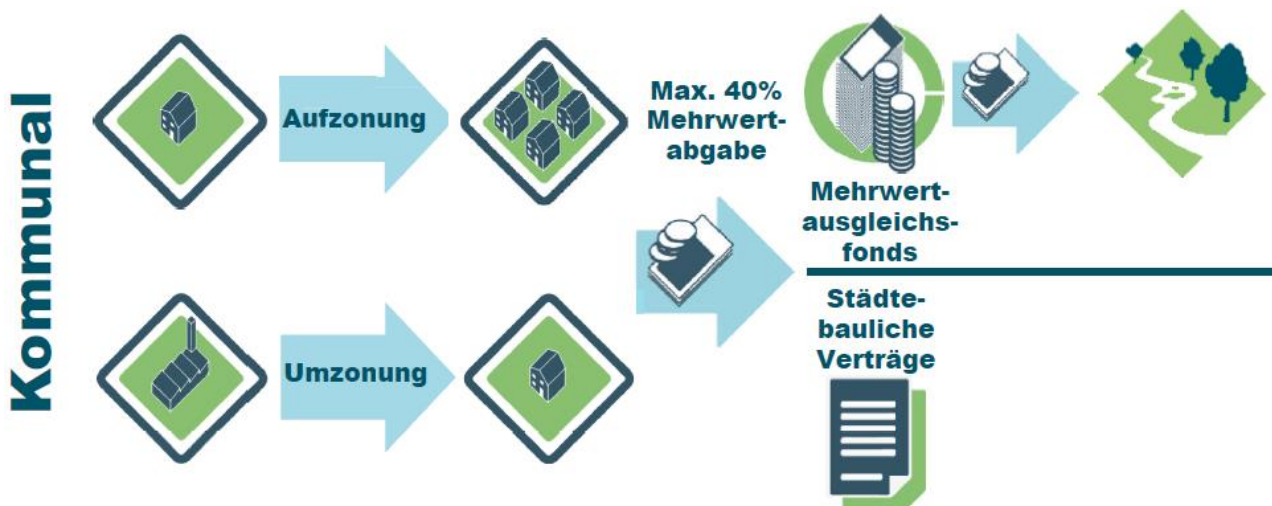 Kommunal
Aufzonung
Umzonung
Max. 40%
Mehrwert-
abgabe
Mehrwert-
ausgleichs-
fonds
Städte-
bauliche
Verträge